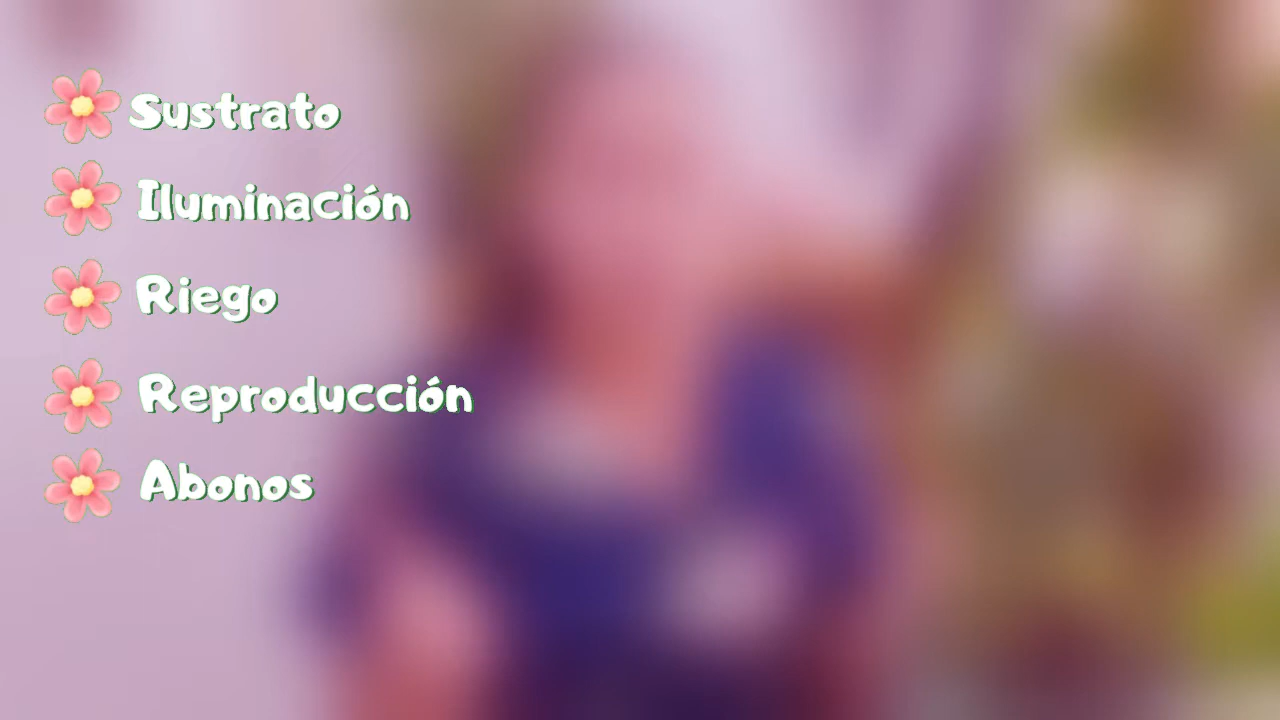 Sustrato
Iluminación
Riego
Reproducción
Abonos